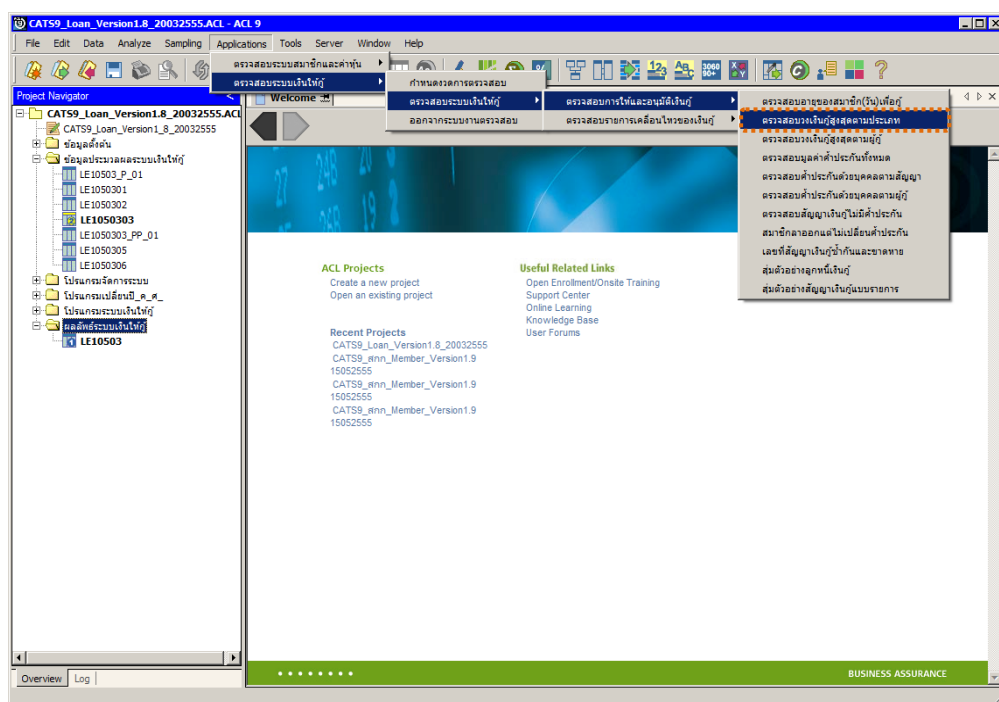 CATS9_Loan_Version1.8_20032555.ACL - ACL 9
File Edit Data Analyze Sampling Applications Tools Server Window Help
ตรวจสอบระบบสมาชิกและค่าหุ้น
ตรวจสอบระบบเงินให้กู้
กำหนดงวดการตรวจสอบ
ตรวจสอบระบบเงินให้กู้
ออกจากระบบงานตรวจสอบ
ตรวจสอบการให้และอนุมัติเงินกู้
ตรวจสอบรายการเคลื่อนไหวของเงินกู้
ตรวจสอบอายุของสมาชิก(วัน)เพื่อกู้
ตรวจสอบวงเงินกู้สูงสุดตามประเภท
ตรวจสอบวงเงินกู้สูงสุดตามผู้กู้
ตรวจสอบมูลค่าค้ำประกันทั้งหมด
ตรวจสอบค้ำประกันด้วยบุคคลตามสัญญา
ตรวจสอบค้ำประกันด้วยบุคคลตามผู้กู้
ตรวจสอบสัญญาเงินกู้ไม่มีค้ำประกัน
สมาชิกลาออกแต่ไม่เปลี่ยนค้ำประกัน
เลขที่สัญญาเงินกู้ซ้ำกันและขาดหาย
สุ่มตัวอย่างลูกหนี้เงินกู้
สุ่มตัวอย่างสัญญาเงินกู้แบบรายการ
Project Navigator
Welcome
CATS9_Loan_Version1.8_20032555.ACL
CATS9_Loan_Version1_8_20032555
ข้อมูลตั้งต้น
ข้อมูลประมวลผลระบบเงินให้กู้
LE10503_P_01
LE1050301
LE1050302
LE1050303
LE1050303_PP_01
LE1050305
LE1050306
โปรแกรมจัดการระบบ
โปรแกรมเปลี่ยนปี_ค_ศ_
โปรแกรมระบบเงินให้กู้
ผลลัพธ์ระบบเงินให้กู้
LE10503
ACL Projects
Create a new project
Open an existing project
Recent Projects
CATS9_Loan_Version1.8_20032555
CATS9_สกก_Member_Version1.9
15052555
CATS9_สกก_Member_Version1.9
15052555
CATS9_สกก_Member_Version1.9
15052555
Useful Related Links
Open Enrollment/Onsite Training
Support Center
Online Learning
Knowledge Base
User Forums
BUSINESS ASSURANCE
Overview Log